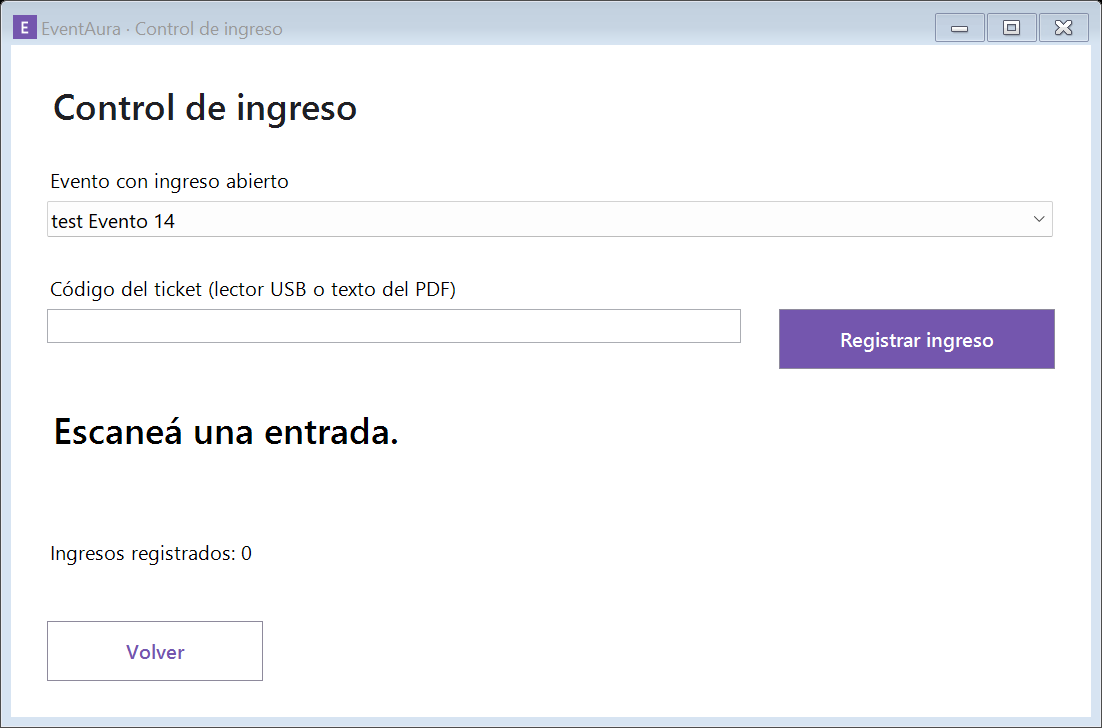 E EventAura · Control de ingreso
Control de ingreso
Evento con ingreso abierto
test Evento 14
Código del ticket (lector USB o texto del PDF)
Registrar ingreso
Escaneá una entrada.
Ingresos registrados: 0
Volver